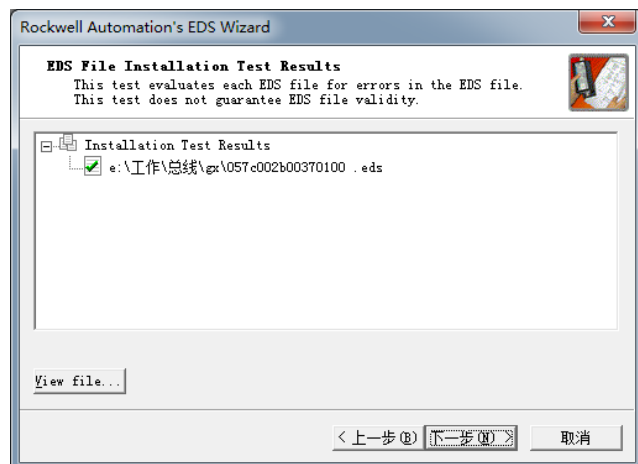 Rockwell Automation's EDS Wizard
EDS File Installation Test Results
This test evaluates each EDS file for errors in the EDS file.
This test does not guarantee EDS file validity.
Installation Test Results
e:\工作\总线\gx\057c002b00370100 .eds
View file...
< 上一步(B) 下一步(N) > 取消